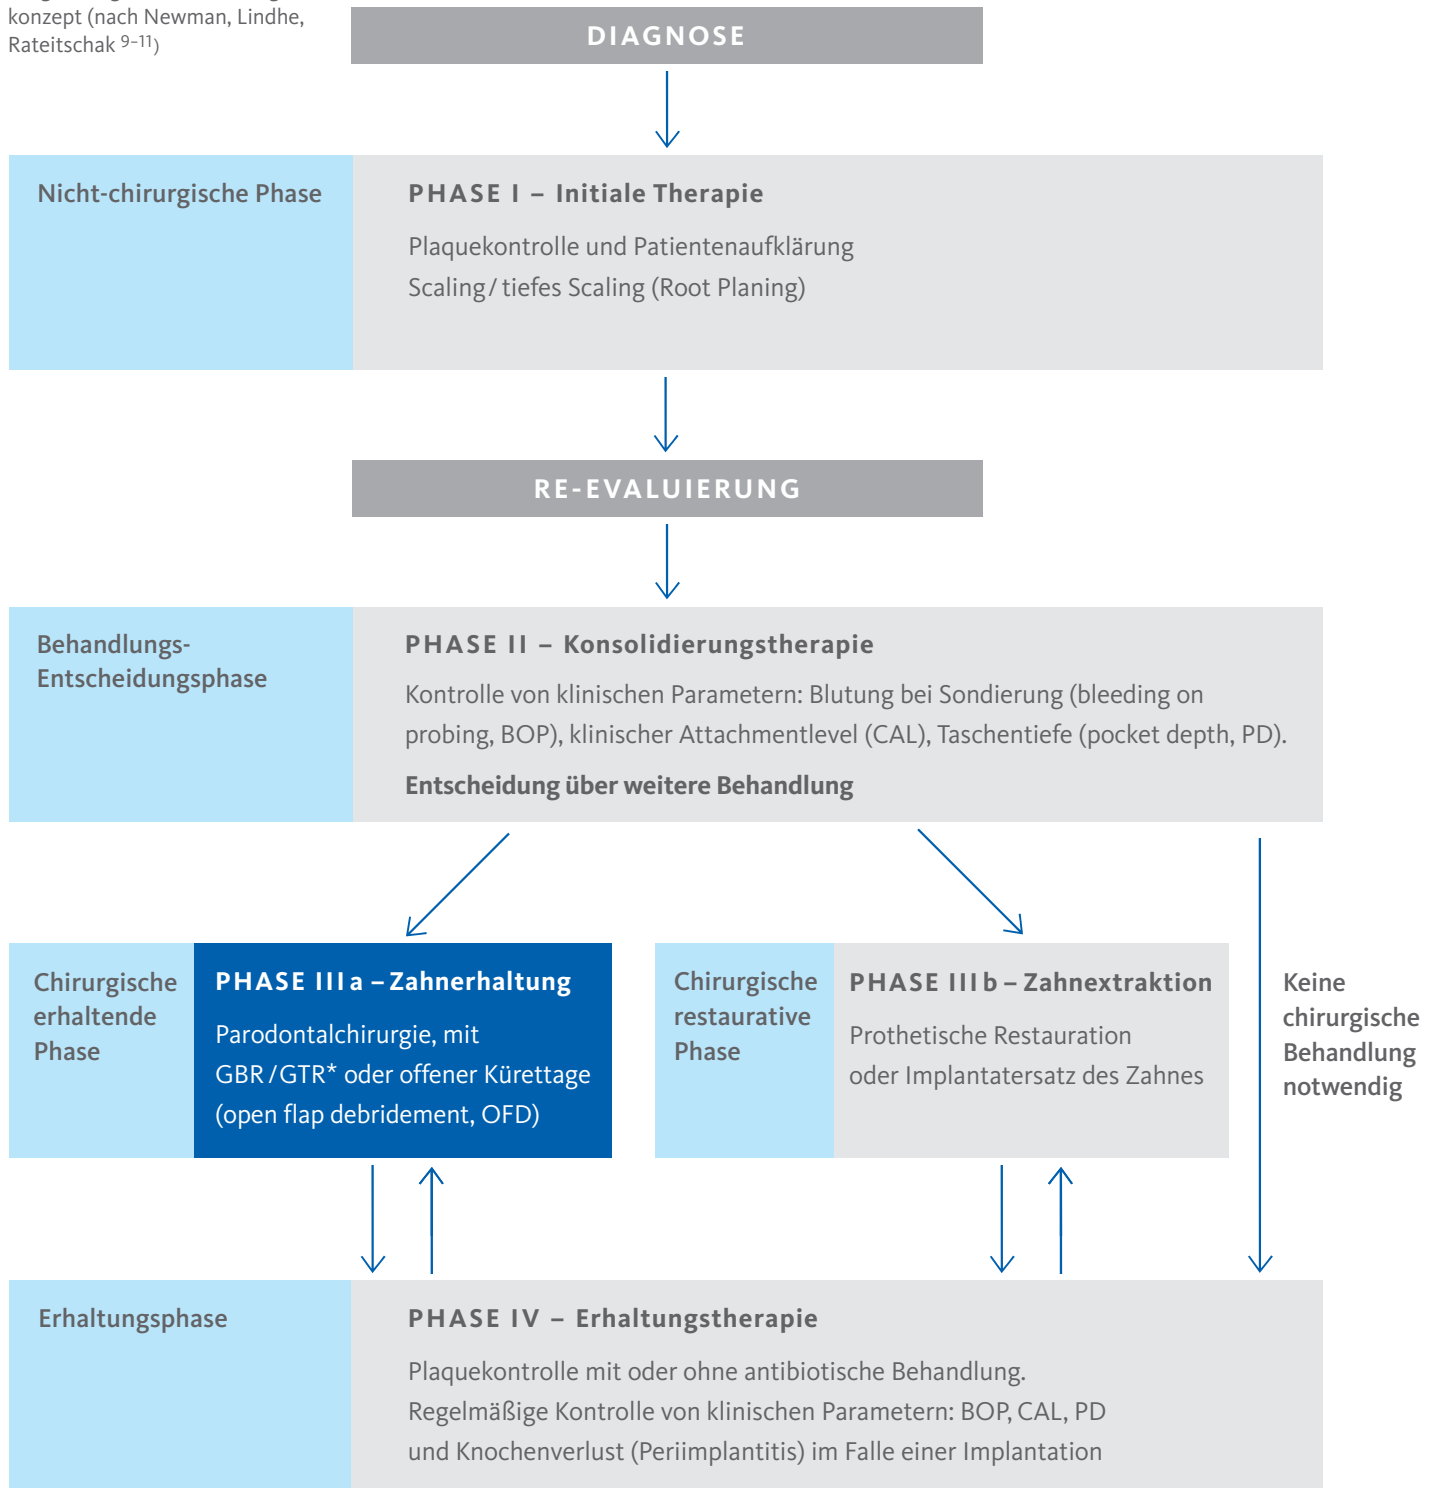 konzept (nach Newman, Lindhe,
Rateitschak 9–11)
DIAGNOSE
Nicht-chirurgische Phase
PHASE I – Initiale Therapie
Plaquekontrolle und Patientenaufklärung
Scaling / tiefes Scaling (Root Planing)
RE-EVALUIERUNG
Behandlungs-
Entscheidungsphase
PHASE II – Konsolidierungstherapie
Kontrolle von klinischen Parametern: Blutung bei Sondierung (bleeding on
probing, BOP), klinischer Attachmentlevel (CAL), Taschentiefe (pocket depth, PD).
Entscheidung über weitere Behandlung
Chirurgische
erhaltende
Phase
PHASE III a – Zahnerhaltung
Parodontalchirurgie, mit
GBR / GTR* oder offener Kürettage
(open flap debridement, OFD)
Chirurgische
restaurative
Phase
PHASE III b – Zahnextraktion
Prothetische Restauration
oder Implantatersatz des Zahnes
Keine
chirurgische
Behandlung
notwendig
Erhaltungsphase
PHASE IV – Erhaltungstherapie
Plaquekontrolle mit oder ohne antibiotische Behandlung.
Regelmäßige Kontrolle von klinischen Parametern: BOP, CAL, PD
und Knochenverlust (Periimplantitis) im Falle einer Implantation